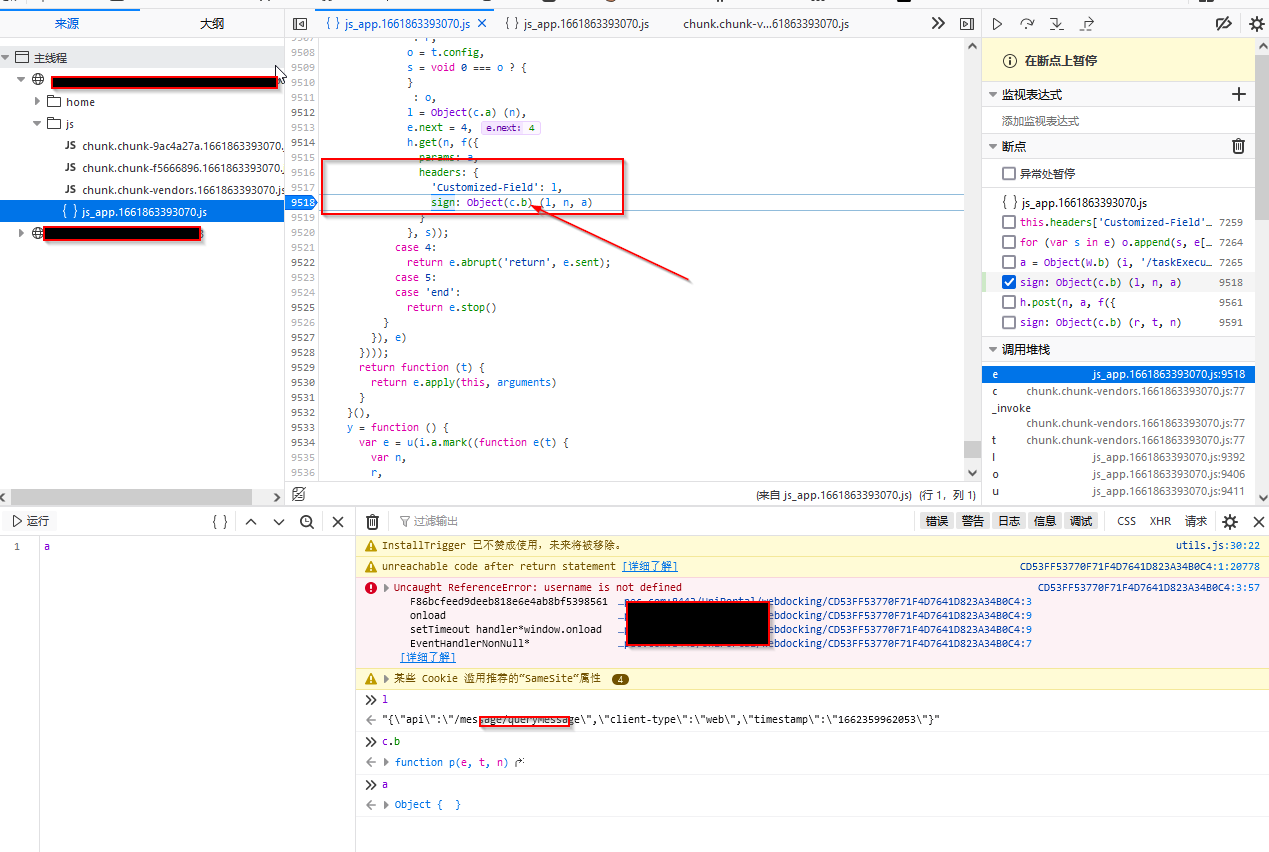 来源
大纲
主线程
home
js
JS chunk.chunk-9ac4a27a.1661863393070.
JS chunk.chunk-f5666896.1661863393070.
JS chunk.chunk-vendors.1661863393070.js
{ } js_app.1661863393070.js
{ } js_app.1661863393070.js ✕
{ } js_app.1661863393070.js
chunk.chunk-v...61863393070.js
9508 o = t.config,
9509 s = void 0 === o ? {
9510 }
9511 : o,
9512 l = Object(c.a) (n),
9513 e.next = 4, e.next: 4
9514 h.get(n, f({
9515 params: a,
9516 headers: {
9517 'Customized-Field': l,
9518 sign: Object(c.b) (l, n, a)
9519 }
9520 }, s));
9521 case 4:
9522 return e.abrupt('return', e.sent);
9523 case 5:
9524 case 'end':
9525 return e.stop()
9526 }
9527 }), e)
9528 })));
9529 return function (t) {
9530 return e.apply(this, arguments)
9531 }
9532 }(),
9533 y = function () {
9534 var e = u(i.a.mark((function e(t) {
9535 var n,
9536 r,
(来自 js_app.1661863393070.js) (行 1，列 1)
在断点上暂停
监视表达式
添加监视表达式
断点
异常处暂停
{ } js_app.1661863393070.js
this.headers['Customized-Field'… 7259
for (var s in e) o.append(s, e[… 7264
a = Object(W.b) (i, '/taskExecu… 7265
sign: Object(c.b) (l, n, a) 9518
h.post(n, a, f({ 9561
sign: Object(c.b) (r, t, n) 9591
调用堆栈
e js_app.1661863393070.js:9518
c chunk.chunk-vendors.1661863393070.js:77
_invoke
chunk.chunk-vendors.1661863393070.js:77
t chunk.chunk-vendors.1661863393070.js:77
l js_app.1661863393070.js:9392
o js_app.1661863393070.js:9406
u js_app.1661863393070.js:9411
运行
{ }
1 a
过滤输出
错误 警告 日志 信息 调试 CSS XHR 请求
InstallTrigger 已不赞成使用，未来将被移除。 utils.js:30:22
unreachable code after return statement [详细了解] CD53FF53770F71F4D7641D823A34B0C4:1:20778
Uncaught ReferenceError: username is not defined CD53FF53770F71F4D7641D823A34B0C4:3:57
F86bcfeed9deeb818e6e4ab8bf5398561 ebdocking/CD53FF53770F71F4D7641D823A34B0C4:3
onload ebdocking/CD53FF53770F71F4D7641D823A34B0C4:9
setTimeout handler*window.onload ebdocking/CD53FF53770F71F4D7641D823A34B0C4:9
EventHandlerNonNull* ebdocking/CD53FF53770F71F4D7641D823A34B0C4:7
[详细了解]
某些 Cookie 滥用推荐的“SameSite“属性 4
l
"{\"api\":\"/message/queryMessage\",\"client-type\":\"web\",\"timestamp\":\"1662359962053\"}"
c.b
function p(e, t, n)
a
Object { }